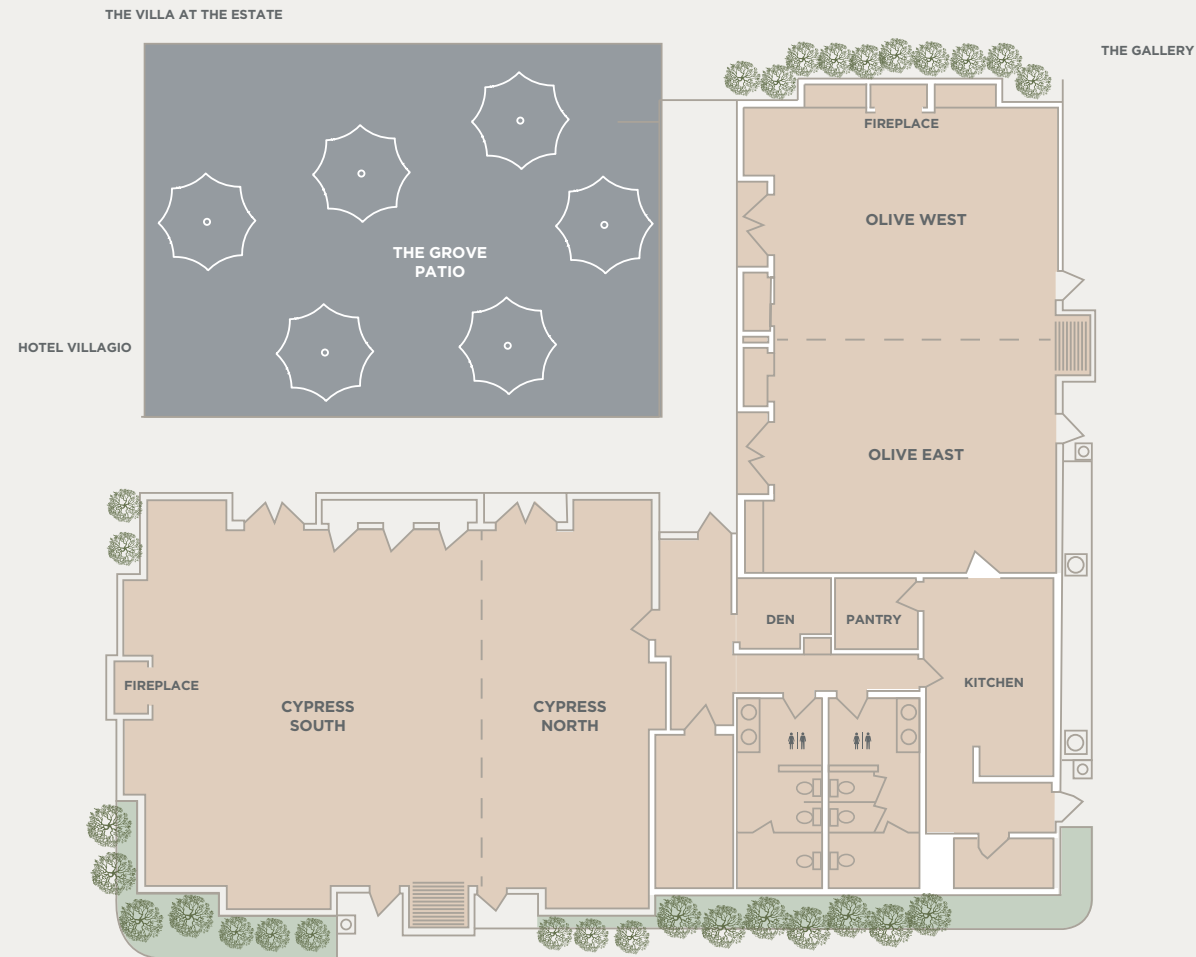 THE VILLA AT THE ESTATE
THE GALLERY
FIREPLACE
OLIVE WEST
THE GROVE
PATIO
HOTEL VILLAGIO
OLIVE EAST
DEN
PANTRY
FIREPLACE
KITCHEN
CYPRESS
SOUTH
CYPRESS
NORTH